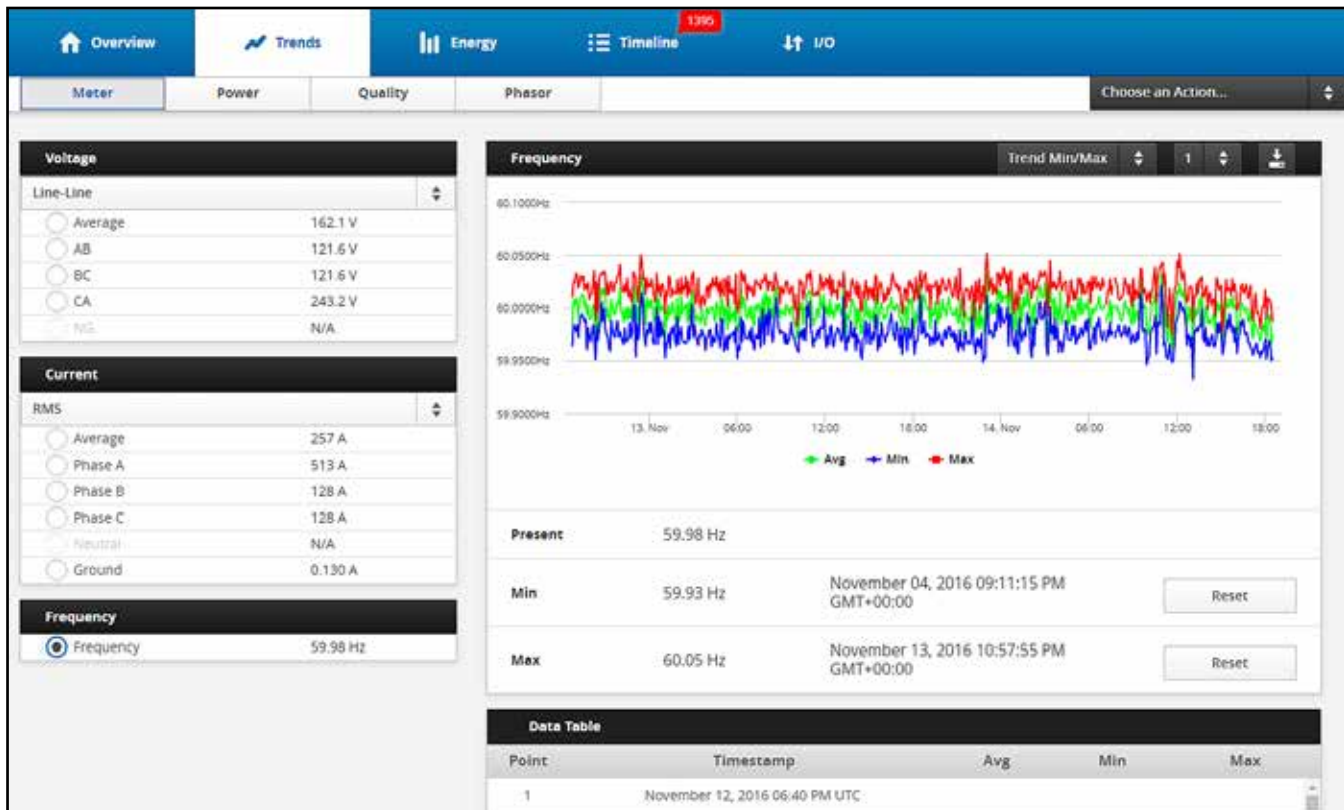 Overview Trends Energy Timeline 1395 I/O
Meter Power Quality Phasor Choose an Action...
Voltage
Line-Line
Average 162.1 V
AB 121.6 V
BC 121.6 V
CA 243.2 V
NG. N/A
Current
RMS
Average 257 A
Phase A 513 A
Phase B 128 A
Phase C 128 A
Neutral N/A
Ground 0.130 A
Frequency
Frequency 59.98 Hz
Frequency Trend Min/Max 1
60.1000Hz
60.0500Hz
60.0000Hz
59.9500Hz
59.9000Hz
13. Nov 06:00 12:00 18:00 14. Nov 06:00 12:00 18:00
Avg Min Max
Present 59.98 Hz
Min 59.93 Hz November 04, 2016 09:11:15 PM
GMT+00:00 Reset
Max 60.05 Hz November 13, 2016 10:57:55 PM
GMT+00:00 Reset
Data Table
Point Timestamp Avg Min Max
1 November 12, 2016 06:40 PM UTC